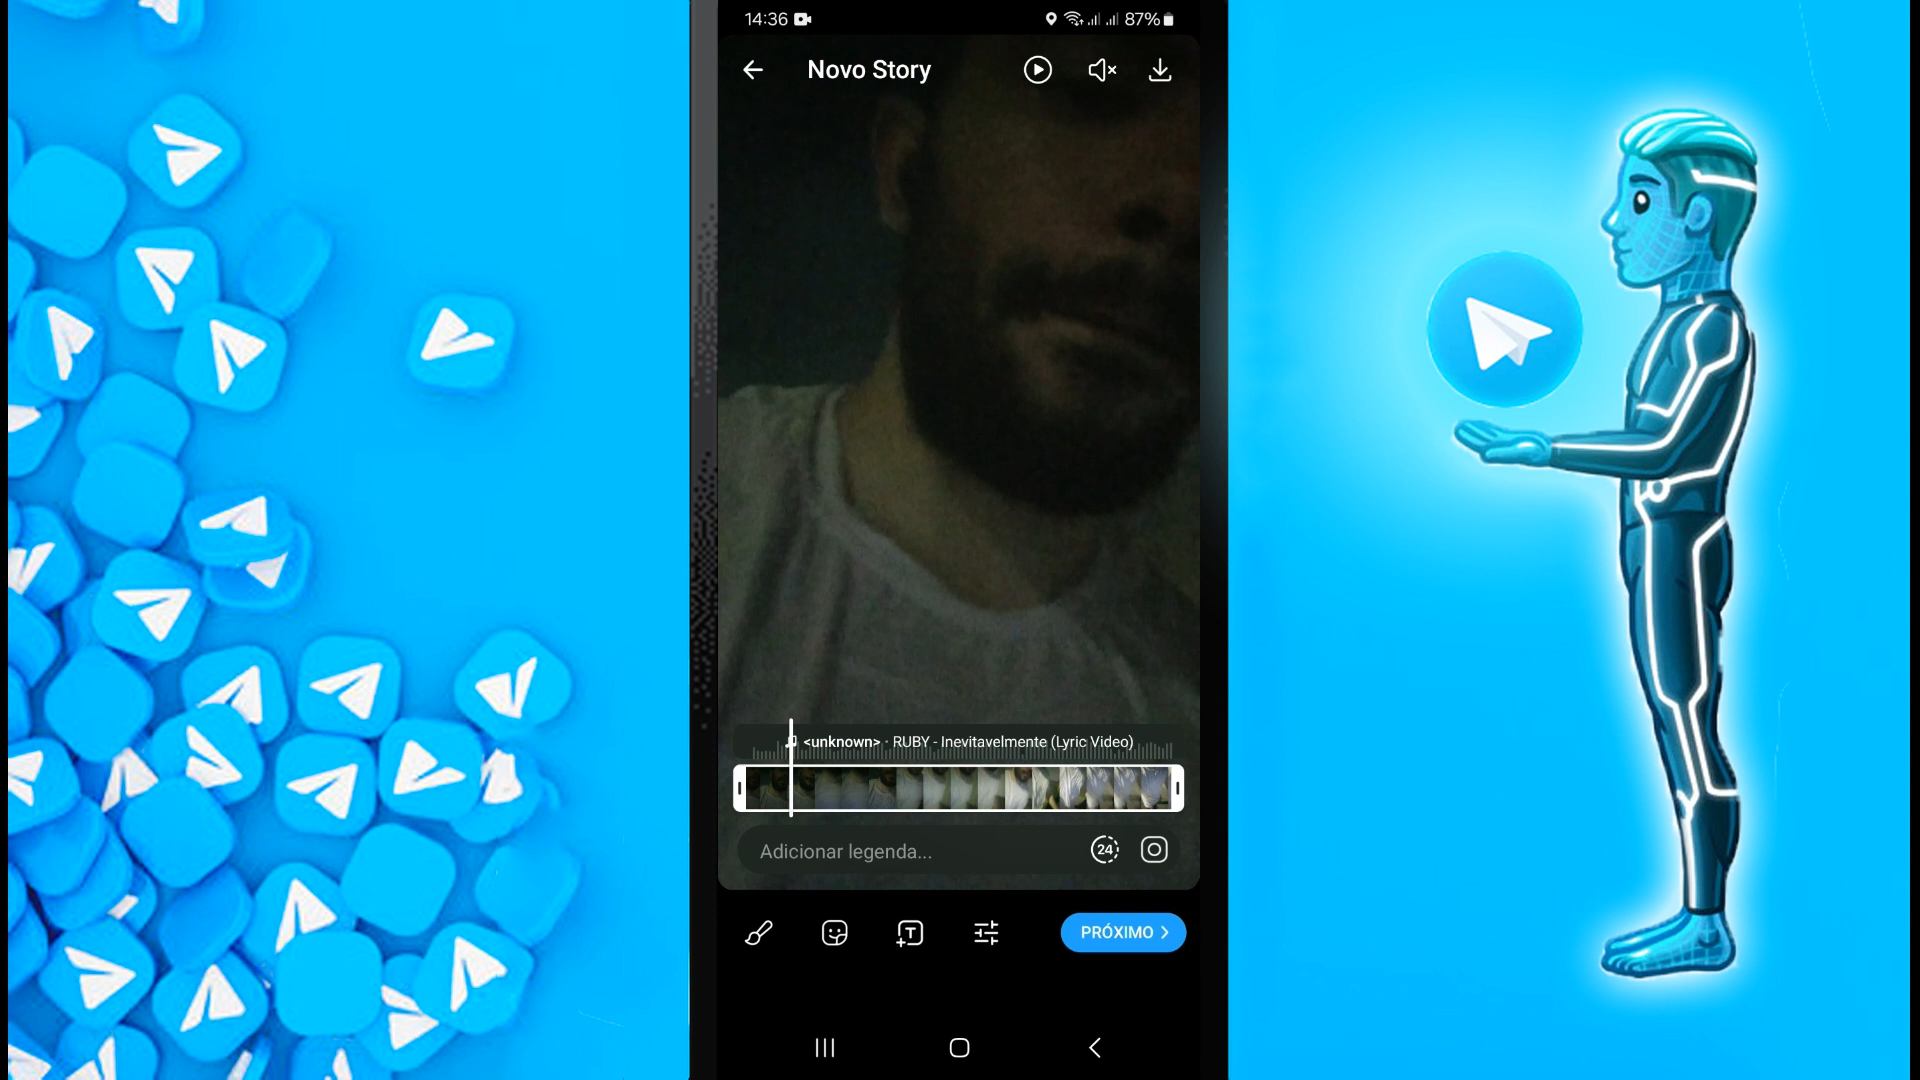 14:36
87%
Novo Story
<unknown> · RUBY - Inevitavelmente (Lyric Video)
Adicionar legenda...
24
T
PRÓXIMO